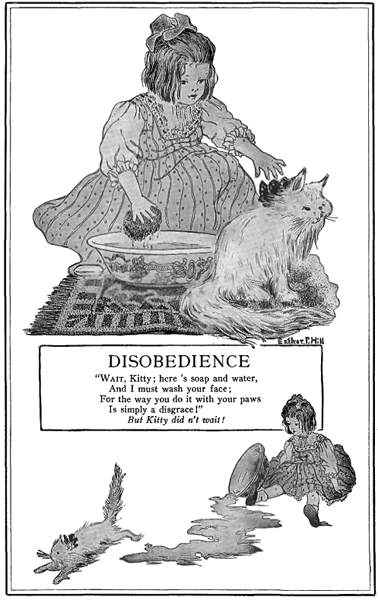 Esther P. Hill
DISOBEDIENCE
"WAIT, Kitty; here 's soap and water,
And I must wash your face;
For the way you do it with your paws
Is simply a disgrace!"
But Kitty did n't wait!